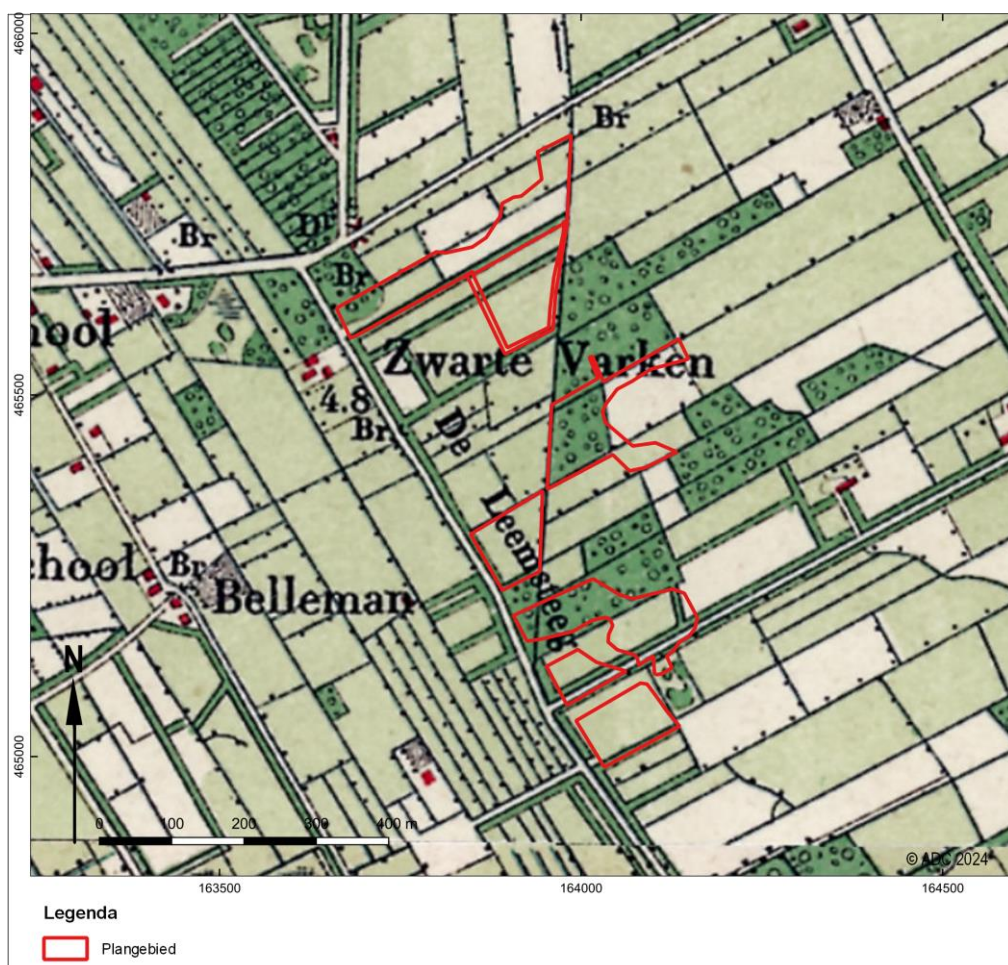 466000
Br
Br
Dr
Br
hool
Zwarte Varken
465500
4.8
Br.
De
Leemsteeg
chool
Br
Belleman
N
465000
0 100 200 300 400 m
© ADC 2024
163500 164000 164500
Legenda
Plangebied